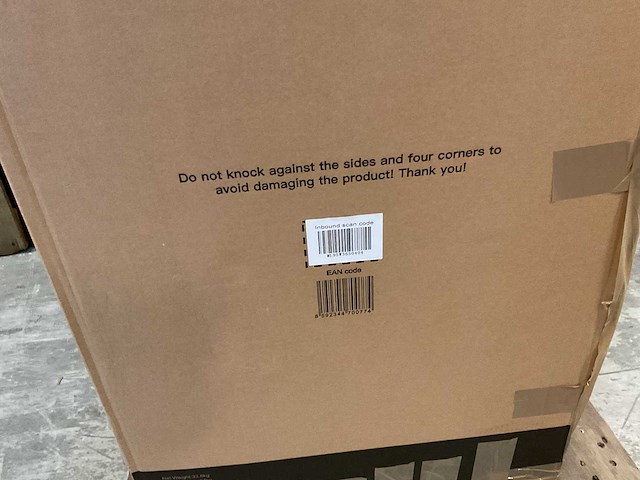 Do not knock against the sides and four corners to
avoid damaging the product! Thank you!
Inbound scan code
EAN code